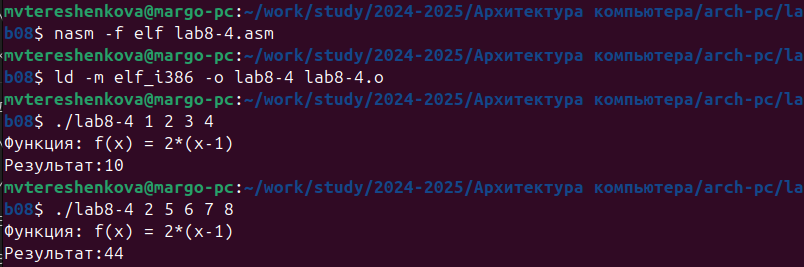 mvtereshenkova@margo-pc:~/work/study/2024-2025/Архитектура компьютера/arch-pc/la
b08$ nasm -f elf lab8-4.asm
mvtereshenkova@margo-pc:~/work/study/2024-2025/Архитектура компьютера/arch-pc/la
b08$ ld -m elf_i386 -o lab8-4 lab8-4.o
mvtereshenkova@margo-pc:~/work/study/2024-2025/Архитектура компьютера/arch-pc/la
b08$ ./lab8-4 1 2 3 4
Функция: f(x) = 2*(x-1)
Результат:10
mvtereshenkova@margo-pc:~/work/study/2024-2025/Архитектура компьютера/arch-pc/la
b08$ ./lab8-4 2 5 6 7 8
Функция: f(x) = 2*(x-1)
Результат:44